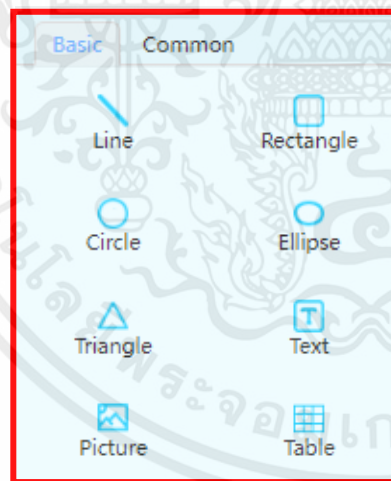 Basic Common
Line Rectangle
Circle Ellipse
Triangle T Text
Picture Table